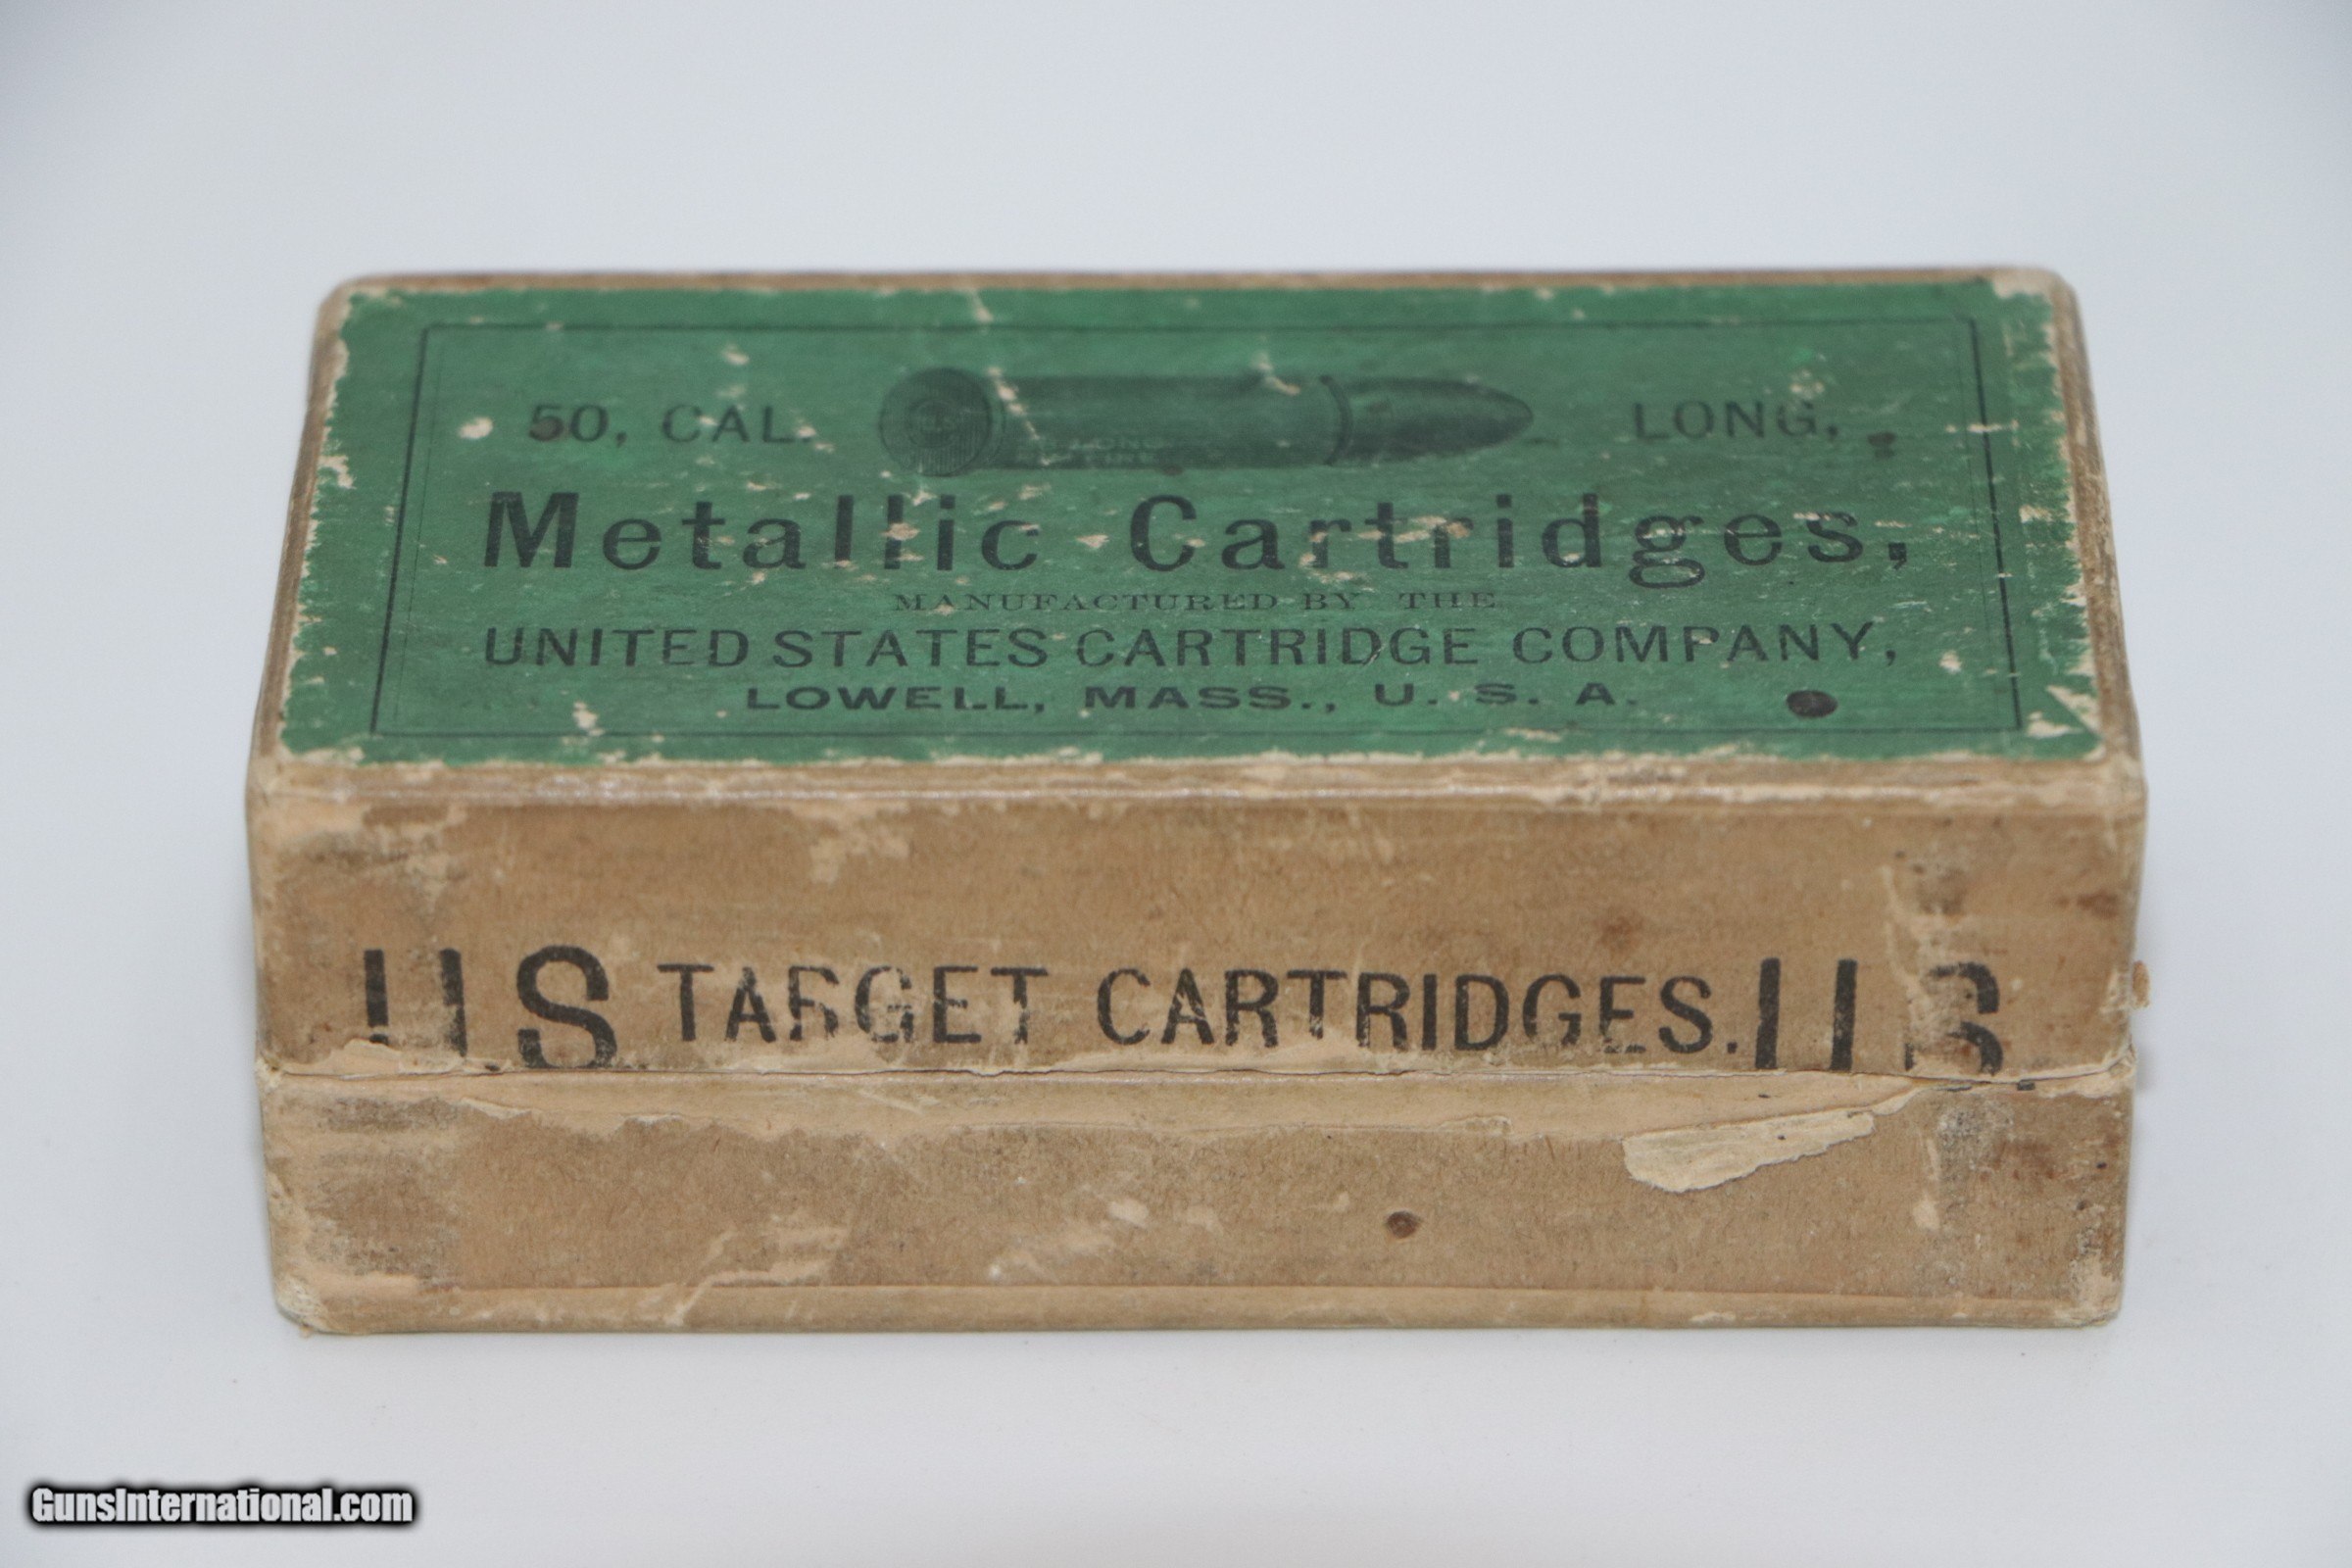 50, CAL. LONG,
Metallic Cartridges,
MANUFACTURED BY THE
UNITED STATES CARTRIDGE COMPANY,
LOWELL, MASS., U. S. A.
US TARGET CARTRIDGES. US
GunsInternational.com